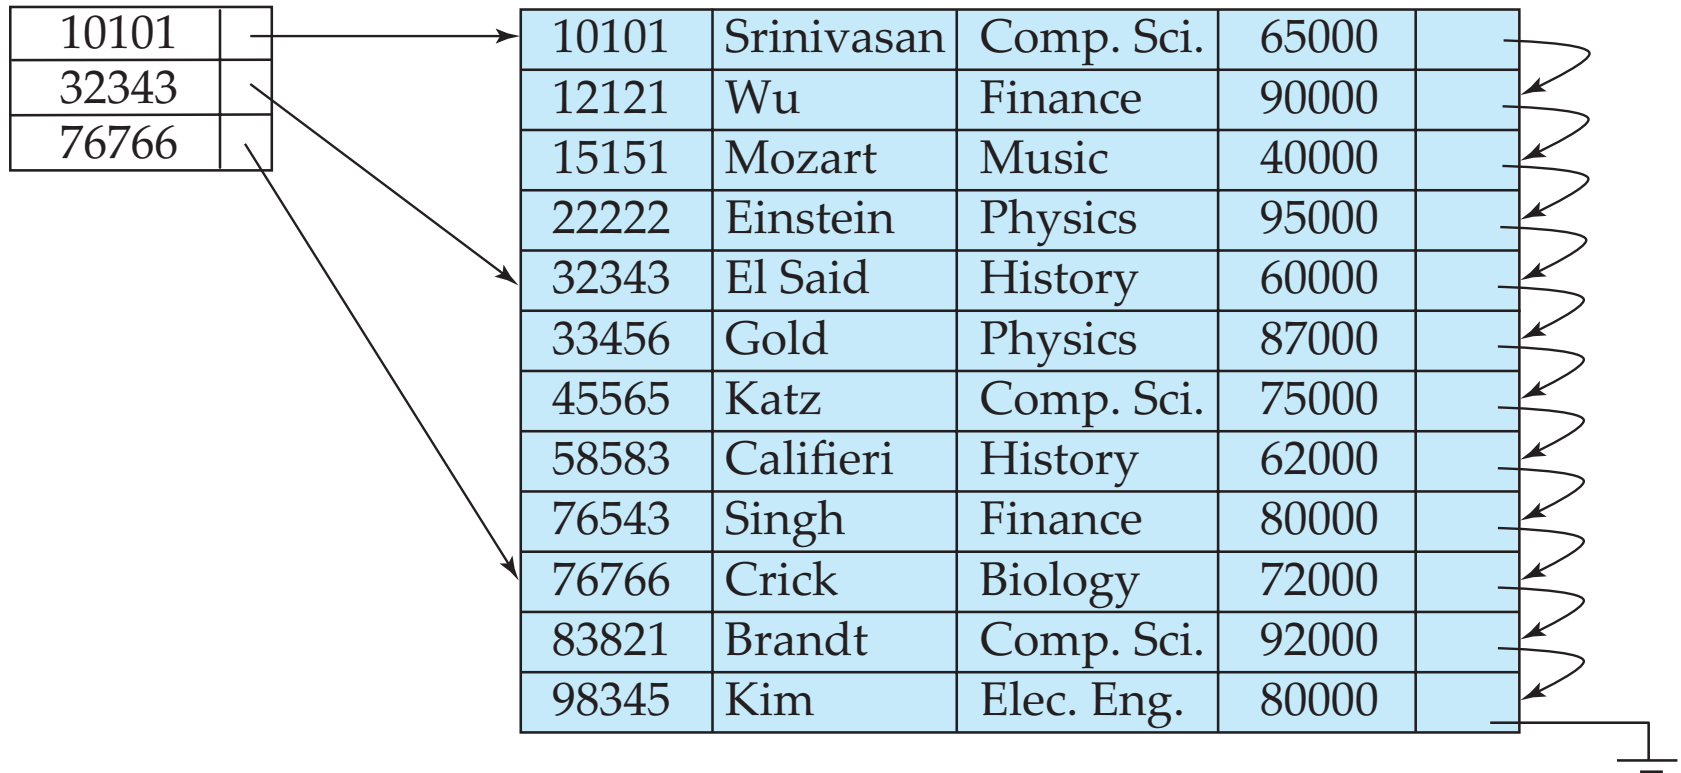 10101
32343
76766
10101 Srinivasan Comp. Sci. 65000
12121 Wu Finance 90000
15151 Mozart Music 40000
22222 Einstein Physics 95000
32343 El Said History 60000
33456 Gold Physics 87000
45565 Katz Comp. Sci. 75000
58583 Califieri History 62000
76543 Singh Finance 80000
76766 Crick Biology 72000
83821 Brandt Comp. Sci. 92000
98345 Kim Elec. Eng. 80000